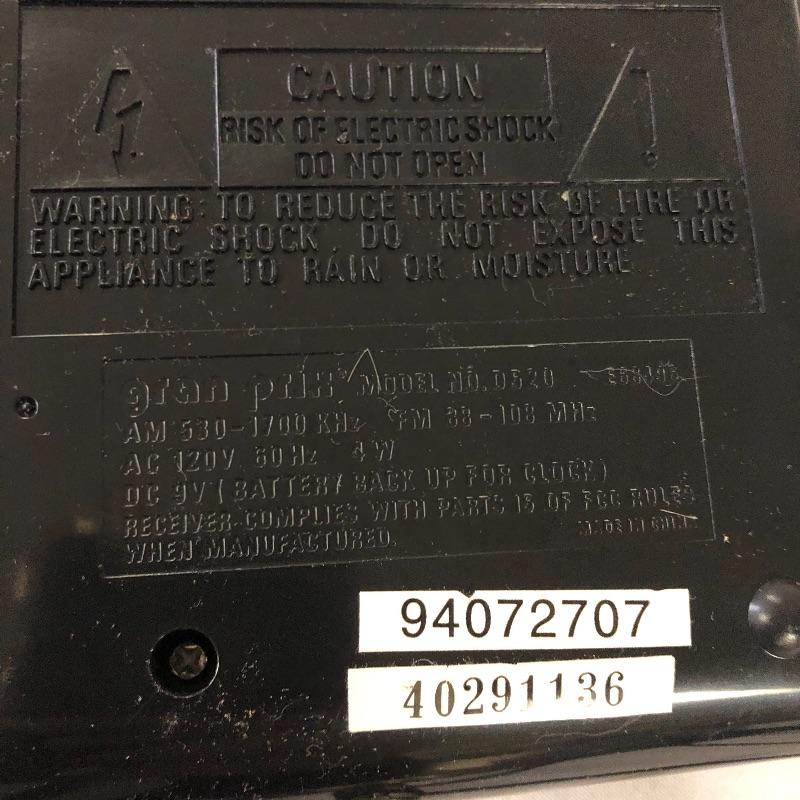 CAUTION
RISK OF ELECTRIC SHOCK
DO NOT OPEN
WARNING: TO REDUCE THE RISK OF FIRE OR
ELECTRIC SHOCK, DO NOT EXPOSE THIS
APPLIANCE TO RAIN OR MOISTURE
gran prix MODEL NO. D520
AM 530-1700 KHz FM 88-108 MHz
AC 120V 60Hz 4W
DC 9V (BATTERY BACK UP FOR CLOCK)
RECEIVER COMPLIES WITH PARTS 15 OF FCC RULES
WHEN MANUFACTURED. MADE IN CHINA
94072707
40291136